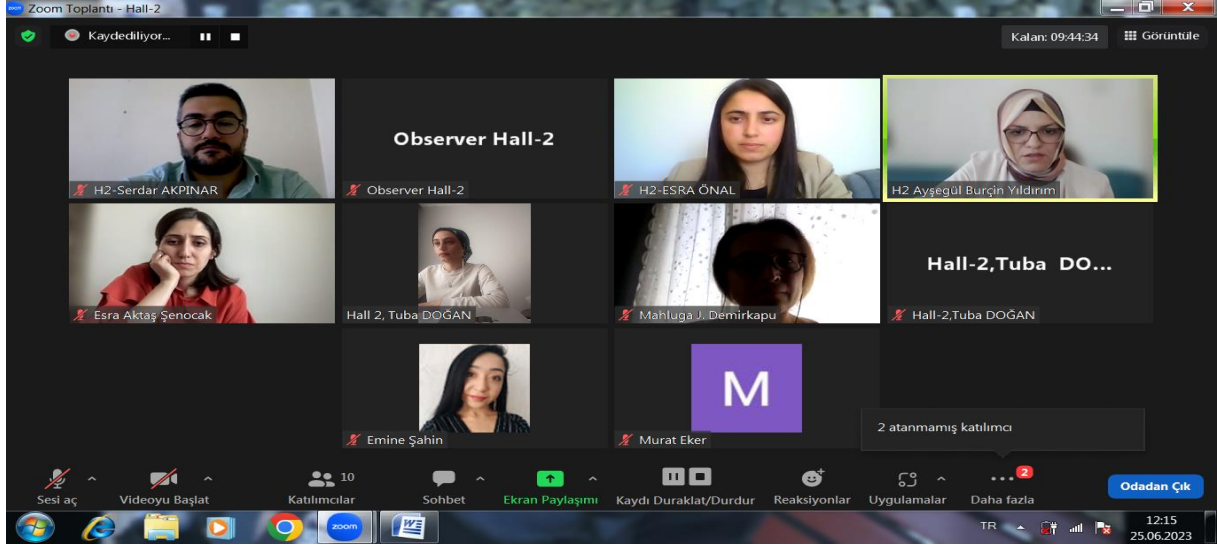 Zoom Toplantı - Hall-2
Kaydediliyor...
Kalan: 09:44:34
Görüntüle
H2-Serdar AKPINAR
Observer Hall-2
Observer Hall-2
H2-ESRA ÖNAL
H2 Ayşegül Burçin Yıldırım
Esra Aktaş Şenocak
Hall 2, Tuba DOĞAN
Mahluga J. Demirkapu
Hall-2,Tuba DO...
Hall-2,Tuba DOĞAN
Emine Şahin
M
Murat Eker
2 atanmamış katılımcı
10
2
Sesi aç
Videoyu Başlat
Katılımcılar
Sohbet
Ekran Paylaşımı
Kaydı Duraklat/Durdur
Reaksiyonlar
Uygulamalar
Daha fazla
Odadan Çık
zoom
W
TR
12:15
25.06.2023